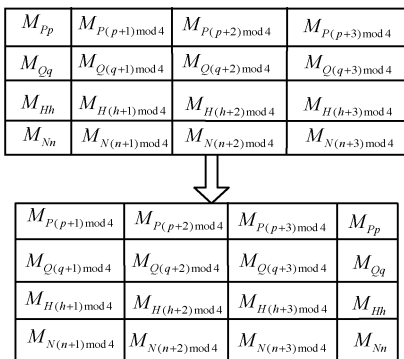 M_{Pp} M_{P(p+1) mod 4} M_{P(p+2) mod 4} M_{P(p+3) mod 4}
M_{Qq} M_{Q(q+1) mod 4} M_{Q(q+2) mod 4} M_{Q(q+3) mod 4}
M_{Hh} M_{H(h+1) mod 4} M_{H(h+2) mod 4} M_{H(h+3) mod 4}
M_{Nn} M_{N(n+1) mod 4} M_{N(n+2) mod 4} M_{N(n+3) mod 4}
M_{P(p+1) mod 4} M_{P(p+2) mod 4} M_{P(p+3) mod 4} M_{Pp}
M_{Q(q+1) mod 4} M_{Q(q+2) mod 4} M_{Q(q+3) mod 4} M_{Qq}
M_{H(h+1) mod 4} M_{H(h+2) mod 4} M_{H(h+3) mod 4} M_{Hh}
M_{N(n+1) mod 4} M_{N(n+2) mod 4} M_{N(n+3) mod 4} M_{Nn}